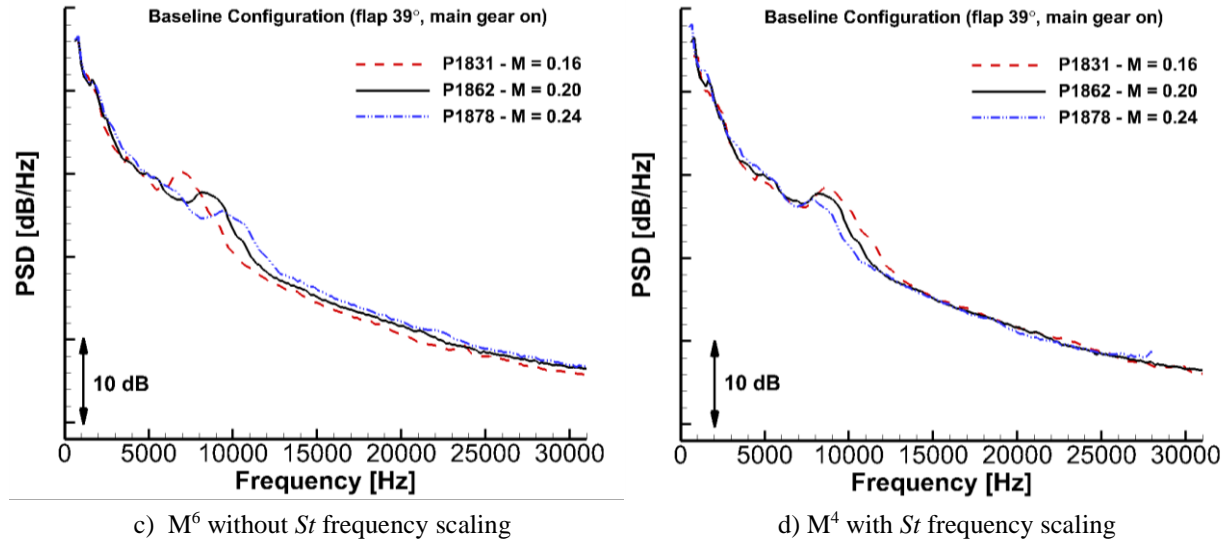 Baseline Configuration (flap 39°, main gear on)
P1831 - M = 0.16
P1862 - M = 0.20
P1878 - M = 0.24
PSD [dB/Hz]
10 dB
0 5000 10000 15000 20000 25000 30000
Frequency [Hz]
c) M⁶ without St frequency scaling
Baseline Configuration (flap 39°, main gear on)
P1831 - M = 0.16
P1862 - M = 0.20
P1878 - M = 0.24
PSD [dB/Hz]
10 dB
0 5000 10000 15000 20000 25000 30000
Frequency [Hz]
d) M⁴ with St frequency scaling